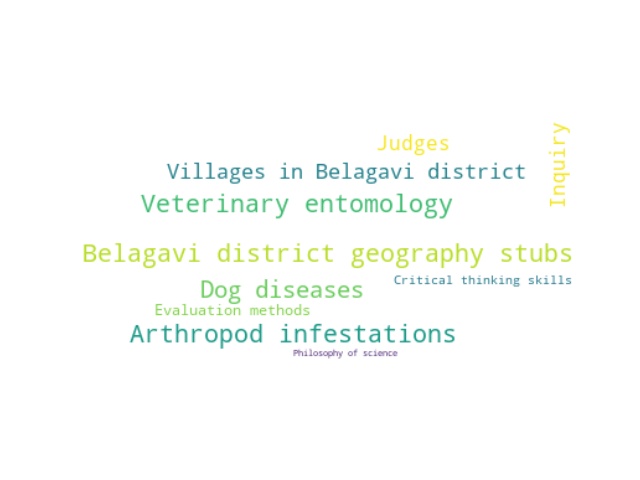 Judges
Inquiry
Villages in Belagavi district
Veterinary entomology
Belagavi district geography stubs
Critical thinking skills
Dog diseases
Evaluation methods
Arthropod infestations
Philosophy of science